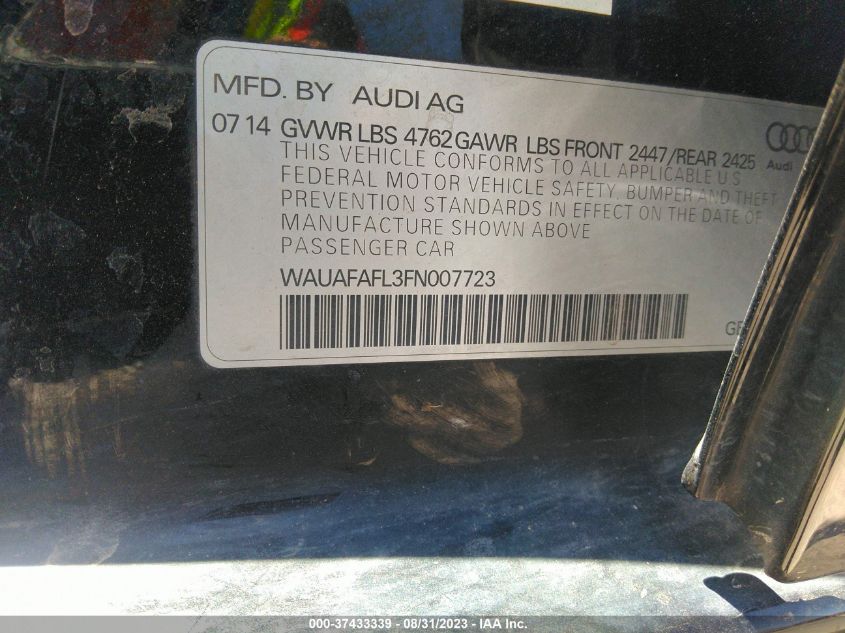 MFD. BY AUDI AG
07 14 GVWR LBS 4762 GAWR LBS FRONT 2447/REAR 2425
Audi
THIS VEHICLE CONFORMS TO ALL APPLICABLE U.S
FEDERAL MOTOR VEHICLE SAFETY, BUMPER AND THEFT
PREVENTION STANDARDS IN EFFECT ON THE DATE OF
MANUFACTURE SHOWN ABOVE
PASSENGER CAR
WAUAFAFL3FN007723
000-37433339 — 08/31/2023 — IAA Inc.